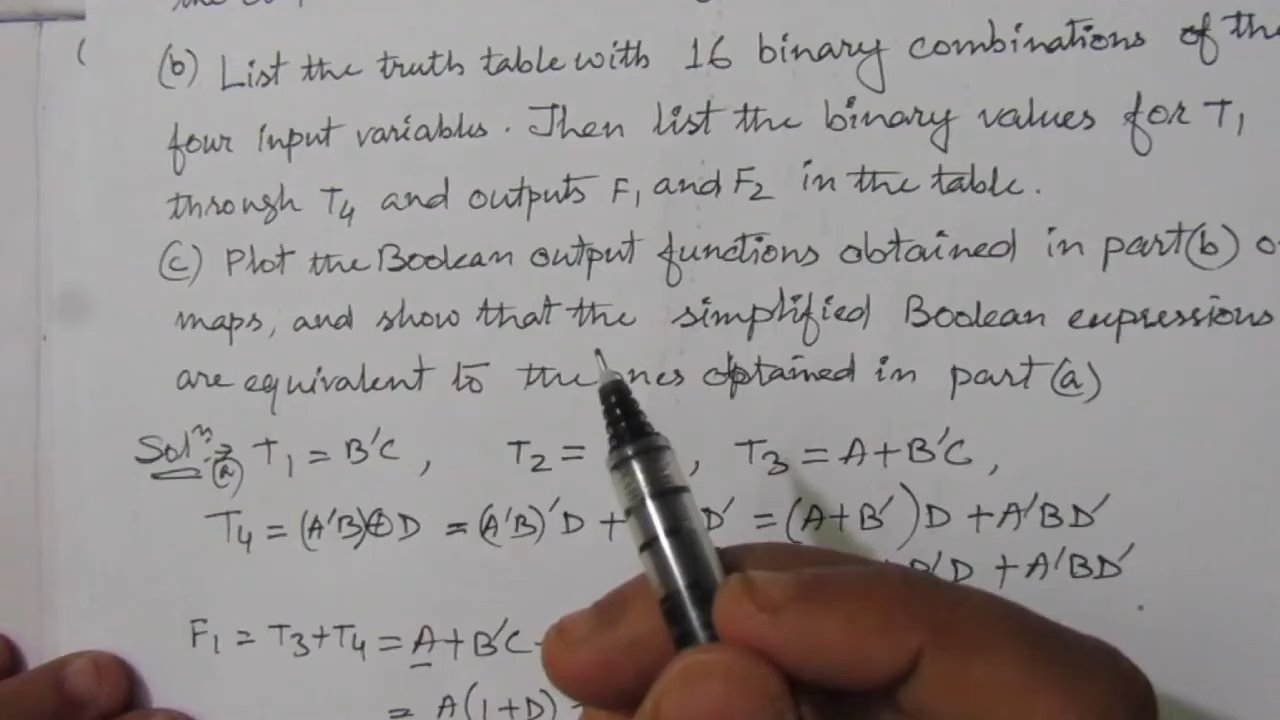 (b) List the truth table with 16 binary combinations of the
four input variables. Then list the binary values for T1
through T4 and outputs F1 and F2 in the table.
(c) Plot the Boolean output functions obtained in part(b)
maps, and show that the simplified Boolean expressions
are equivalent to the ones obtained in part (a)
Solⁿ:- (a) T1 = B'C, T2 = , T3 = A+B'C,
T4 = (A'B)⊕D = (A'B)'D + D' = (A+B')D + A'BD'
B'D + A'BD'
F1 = T3+T4 = A+B'C
= A(1+D)